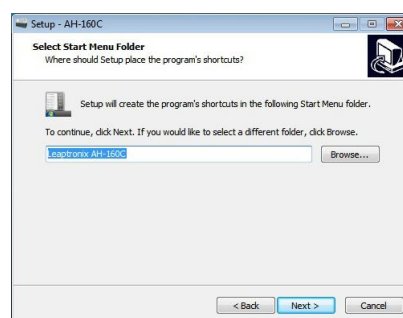 Setup - AH-160C
Select Start Menu Folder
Where should Setup place the program's shortcuts?
Setup will create the program's shortcuts in the following Start Menu folder.
To continue, click Next. If you would like to select a different folder, click Browse.
Leaptronix AH-160C
Browse...
< Back
Next >
Cancel